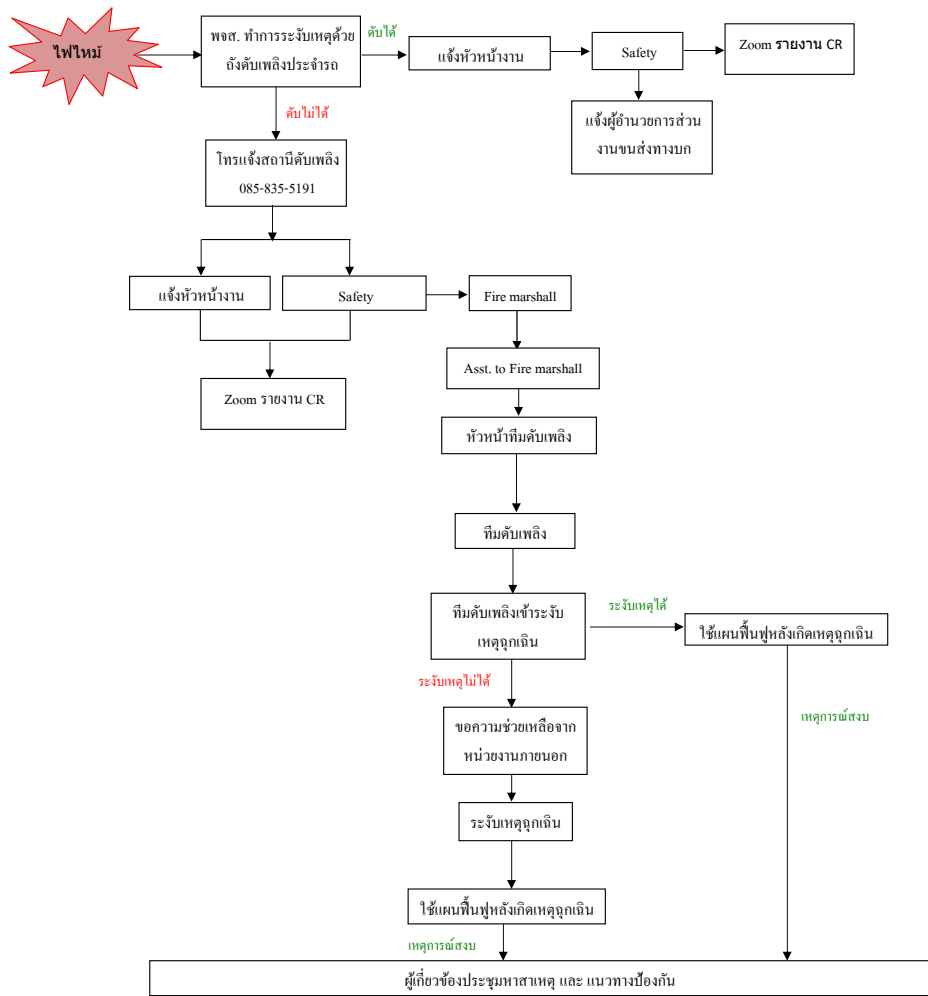 ไฟไหม้
พจส. ทำการระงับเหตุด้วย
ถังดับเพลิงประจำรถ
ดับได้
แจ้งหัวหน้างาน
Safety
Zoom รายงาน CR
แจ้งผู้อำนวยการส่วน
งานขนส่งทางบก
ดับไม่ได้
โทรแจ้งสถานีดับเพลิง
085-835-5191
แจ้งหัวหน้างาน
Safety
Fire marshall
Zoom รายงาน CR
Asst. to Fire marshall
หัวหน้าทีมดับเพลิง
ทีมดับเพลิง
ทีมดับเพลิงเข้าระงับ
เหตุฉุกเฉิน
ระงับเหตุได้
ใช้แผนฟื้นฟูหลังเกิดเหตุฉุกเฉิน
ระงับเหตุไม่ได้
เหตุการณ์สงบ
ขอความช่วยเหลือจาก
หน่วยงานภายนอก
ระงับเหตุฉุกเฉิน
ใช้แผนฟื้นฟูหลังเกิดเหตุฉุกเฉิน
เหตุการณ์สงบ
ผู้เกี่ยวข้องประชุมหาสาเหตุ และ แนวทางป้องกัน